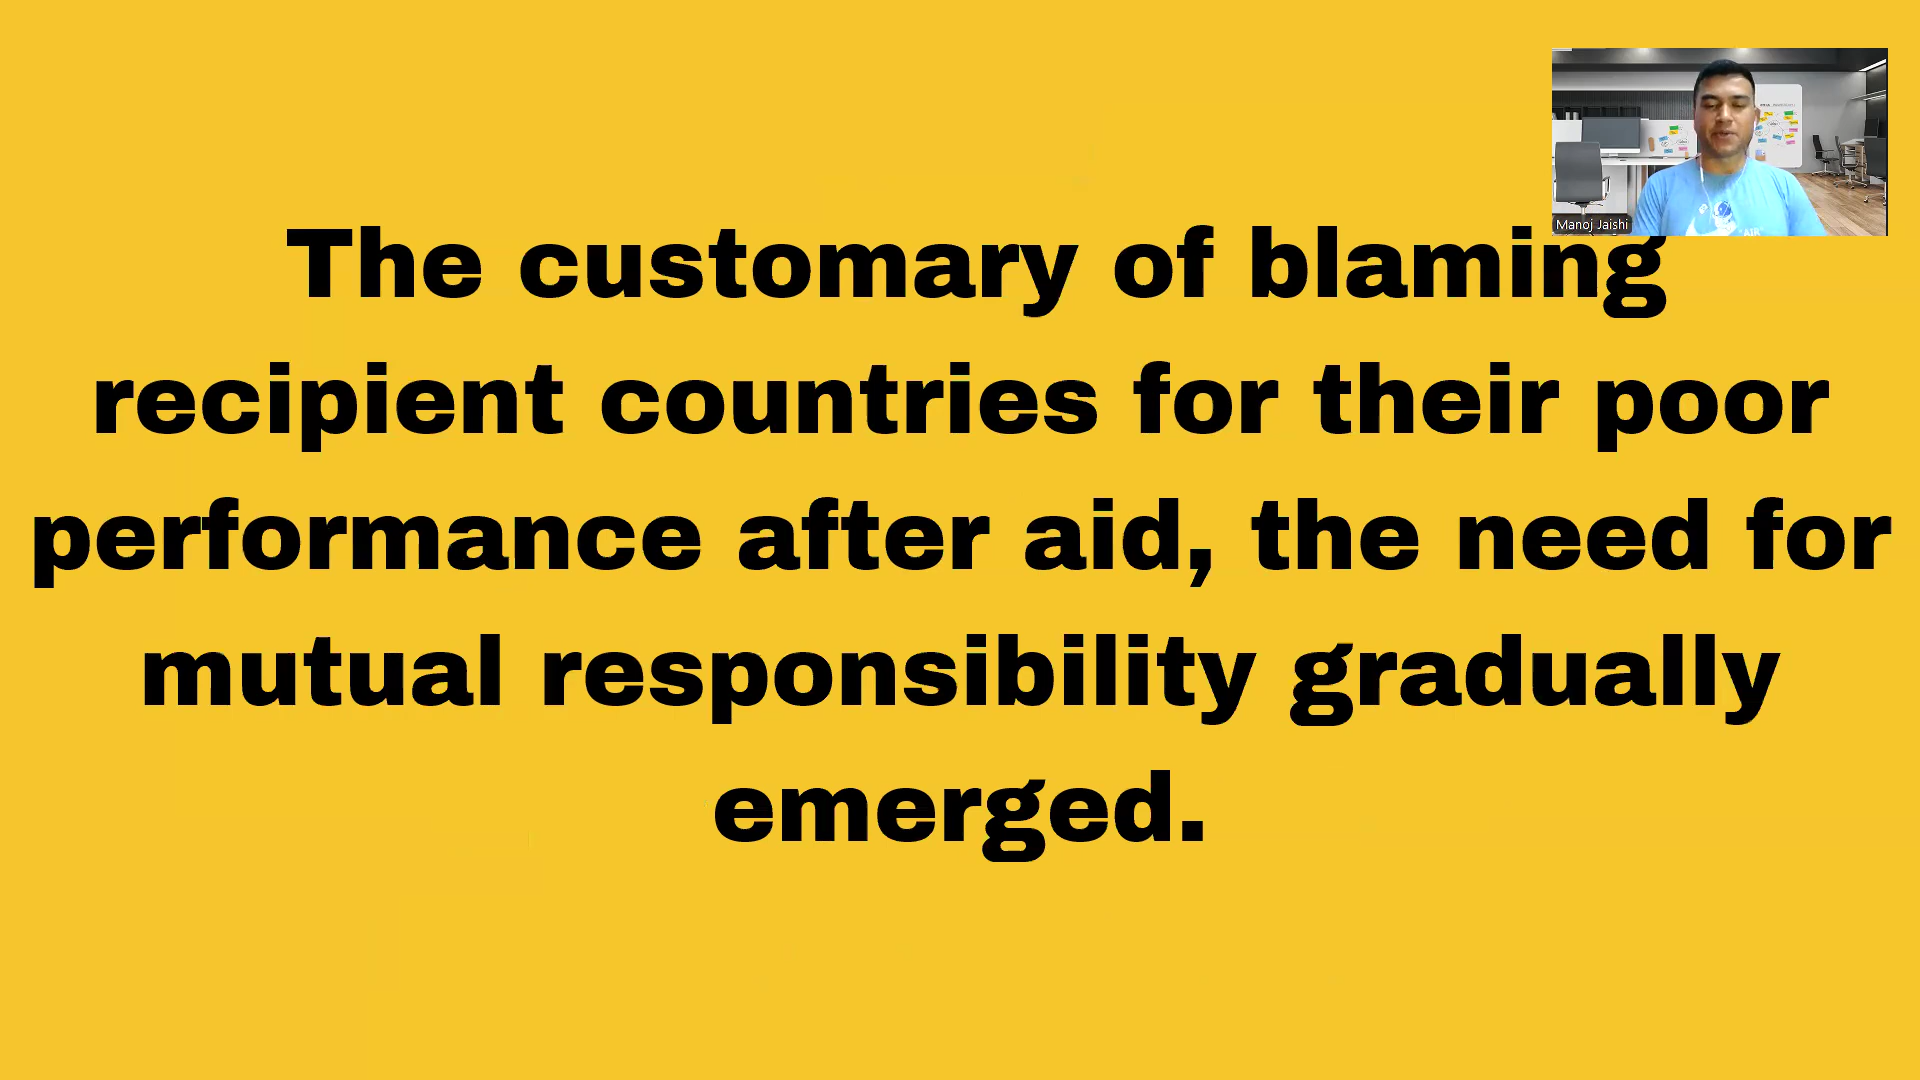 The customary of blaming
recipient countries for their poor
performance after aid, the need for
mutual responsibility gradually
emerged.
Manoj Jaishi